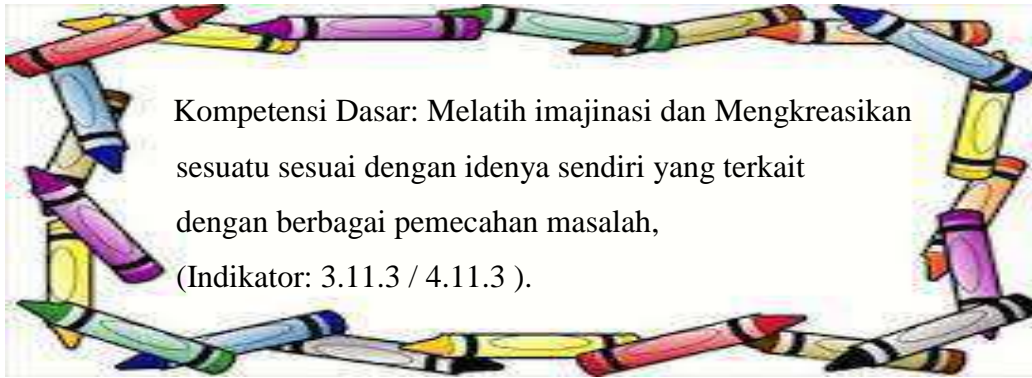 Kompetensi Dasar: Melatih imajinasi dan Mengkreasikan
sesuatu sesuai dengan idenya sendiri yang terkait
dengan berbagai pemecahan masalah,
(Indikator: 3.11.3 / 4.11.3 ).